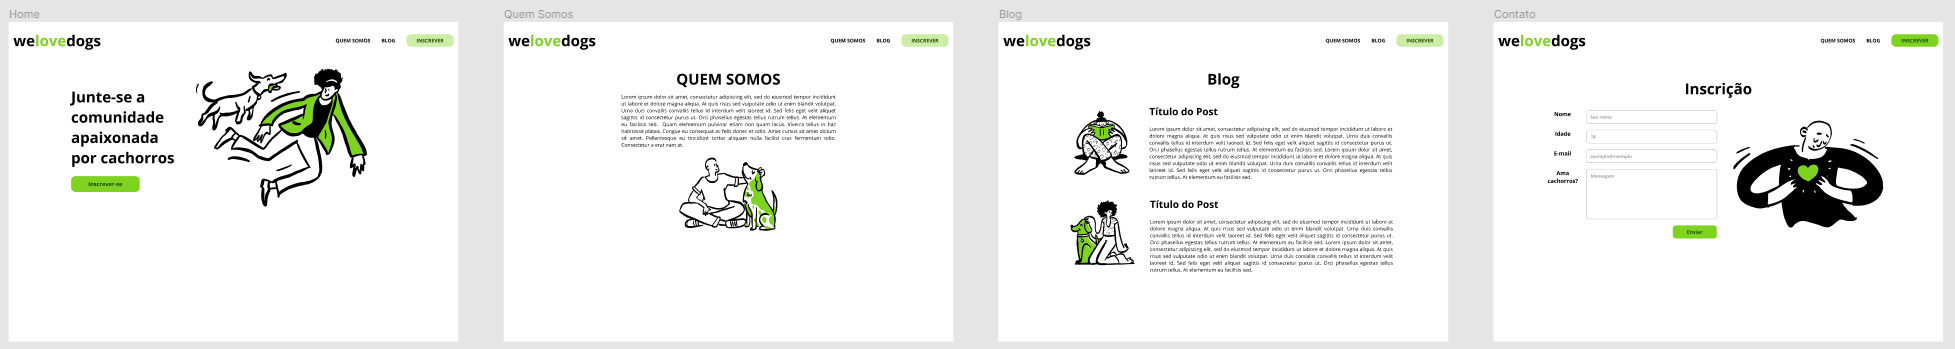 Home
welovedogs
QUEM SOMOS
BLOG
INSCREVER
Junte-se a
comunidade
apaixonada
por cachorros
Inscrever-se
Quem Somos
welovedogs
QUEM SOMOS
BLOG
INSCREVER
QUEM SOMOS
Lorem ipsum dolor sit amet, consectetur adipiscing elit, sed do eiusmod tempor incididunt
ut labore et dolore magna aliqua. At quis risus sed vulputate odio ut enim blandit volutpat.
Urna duis convallis convallis tellus id interdum velit laoreet id. Sed felis eget velit aliquet
sagittis id consectetur purus ut. Orci phasellus egestas tellus rutrum tellus. At elementum
eu facilisis sed. Quam elementum pulvinar etiam non quam lacus. Viverra tellus in hac
habitasse platea. Congue eu consequat ac felis donec et odio. Amet cursus sit amet dictum
sit amet. Pellentesque eu tincidunt tortor aliquam nulla facilisi cras fermentum odio.
Consectetur a erat nam at.
Blog
welovedogs
QUEM SOMOS
BLOG
INSCREVER
Blog
Título do Post
Lorem ipsum dolor sit amet, consectetur adipiscing elit, sed do eiusmod tempor incididunt ut labore et
dolore magna aliqua. At quis risus sed vulputate odio ut enim blandit volutpat. Urna duis convallis
convallis tellus id interdum velit laoreet id. Sed felis eget velit aliquet sagittis id consectetur purus ut.
Orci phasellus egestas tellus rutrum tellus. At elementum eu facilisis sed. Lorem ipsum dolor sit amet,
consectetur adipiscing elit, sed do eiusmod tempor incididunt ut labore et dolore magna aliqua. At quis
risus sed vulputate odio ut enim blandit volutpat. Urna duis convallis convallis tellus id interdum velit
laoreet id. Sed felis eget velit aliquet sagittis id consectetur purus ut. Orci phasellus egestas tellus
rutrum tellus. At elementum eu facilisis sed.
Título do Post
Lorem ipsum dolor sit amet, consectetur adipiscing elit, sed do eiusmod tempor incididunt ut labore et
dolore magna aliqua. At quis risus sed vulputate odio ut enim blandit volutpat. Urna duis convallis
convallis tellus id interdum velit laoreet id. Sed felis eget velit aliquet sagittis id consectetur purus ut.
Orci phasellus egestas tellus rutrum tellus. At elementum eu facilisis sed. Lorem ipsum dolor sit amet,
consectetur adipiscing elit, sed do eiusmod tempor incididunt ut labore et dolore magna aliqua. At quis
risus sed vulputate odio ut enim blandit volutpat. Urna duis convallis convallis tellus id interdum velit
laoreet id. Sed felis eget velit aliquet sagittis id consectetur purus ut. Orci phasellus egestas tellus
rutrum tellus. At elementum eu facilisis sed.
Contato
welovedogs
QUEM SOMOS
BLOG
INSCREVER
Inscrição
Nome
Seu nome
Idade
18
E-mail
exemplo@exemplo
Ama
cachorros?
Mensagem
Enviar